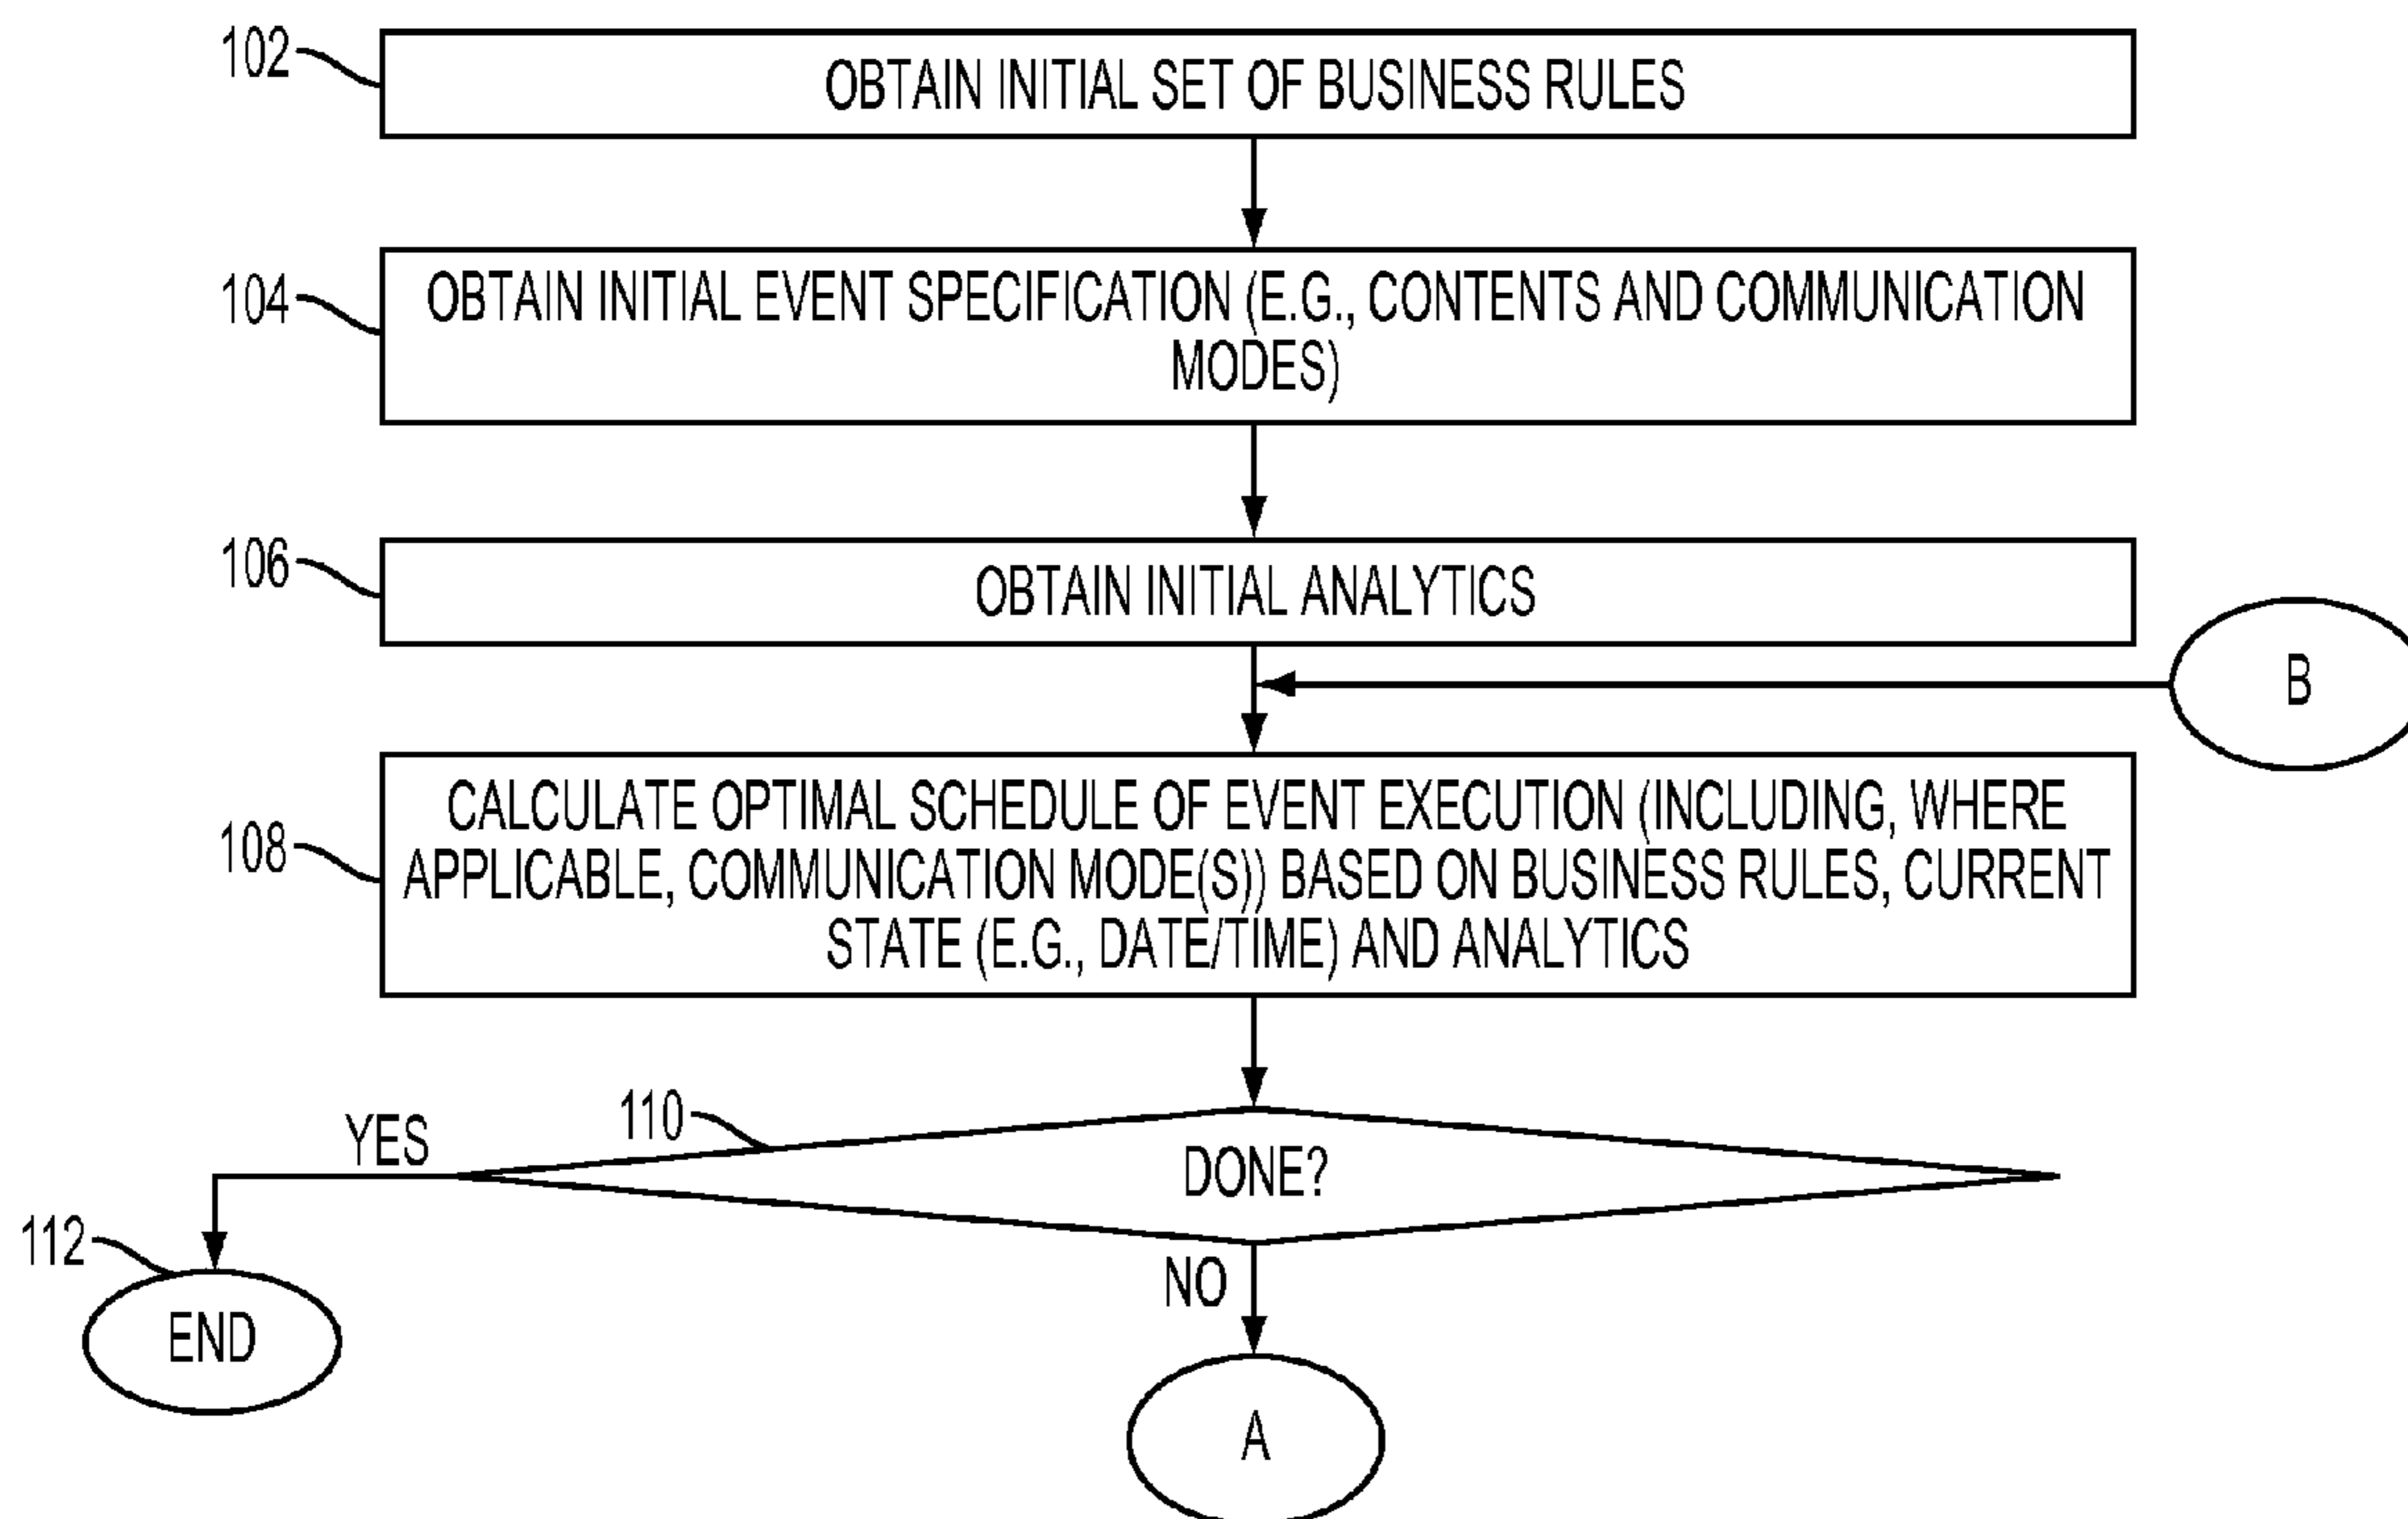 102
OBTAIN INITIAL SET OF BUSINESS RULES
104
OBTAIN INITIAL EVENT SPECIFICATION (E.G., CONTENTS AND COMMUNICATION
MODES)
106
OBTAIN INITIAL ANALYTICS
B
108
CALCULATE OPTIMAL SCHEDULE OF EVENT EXECUTION (INCLUDING, WHERE
APPLICABLE, COMMUNICATION MODE(S)) BASED ON BUSINESS RULES, CURRENT
STATE (E.G., DATE/TIME) AND ANALYTICS
110
YES
DONE?
112
NO
END
A